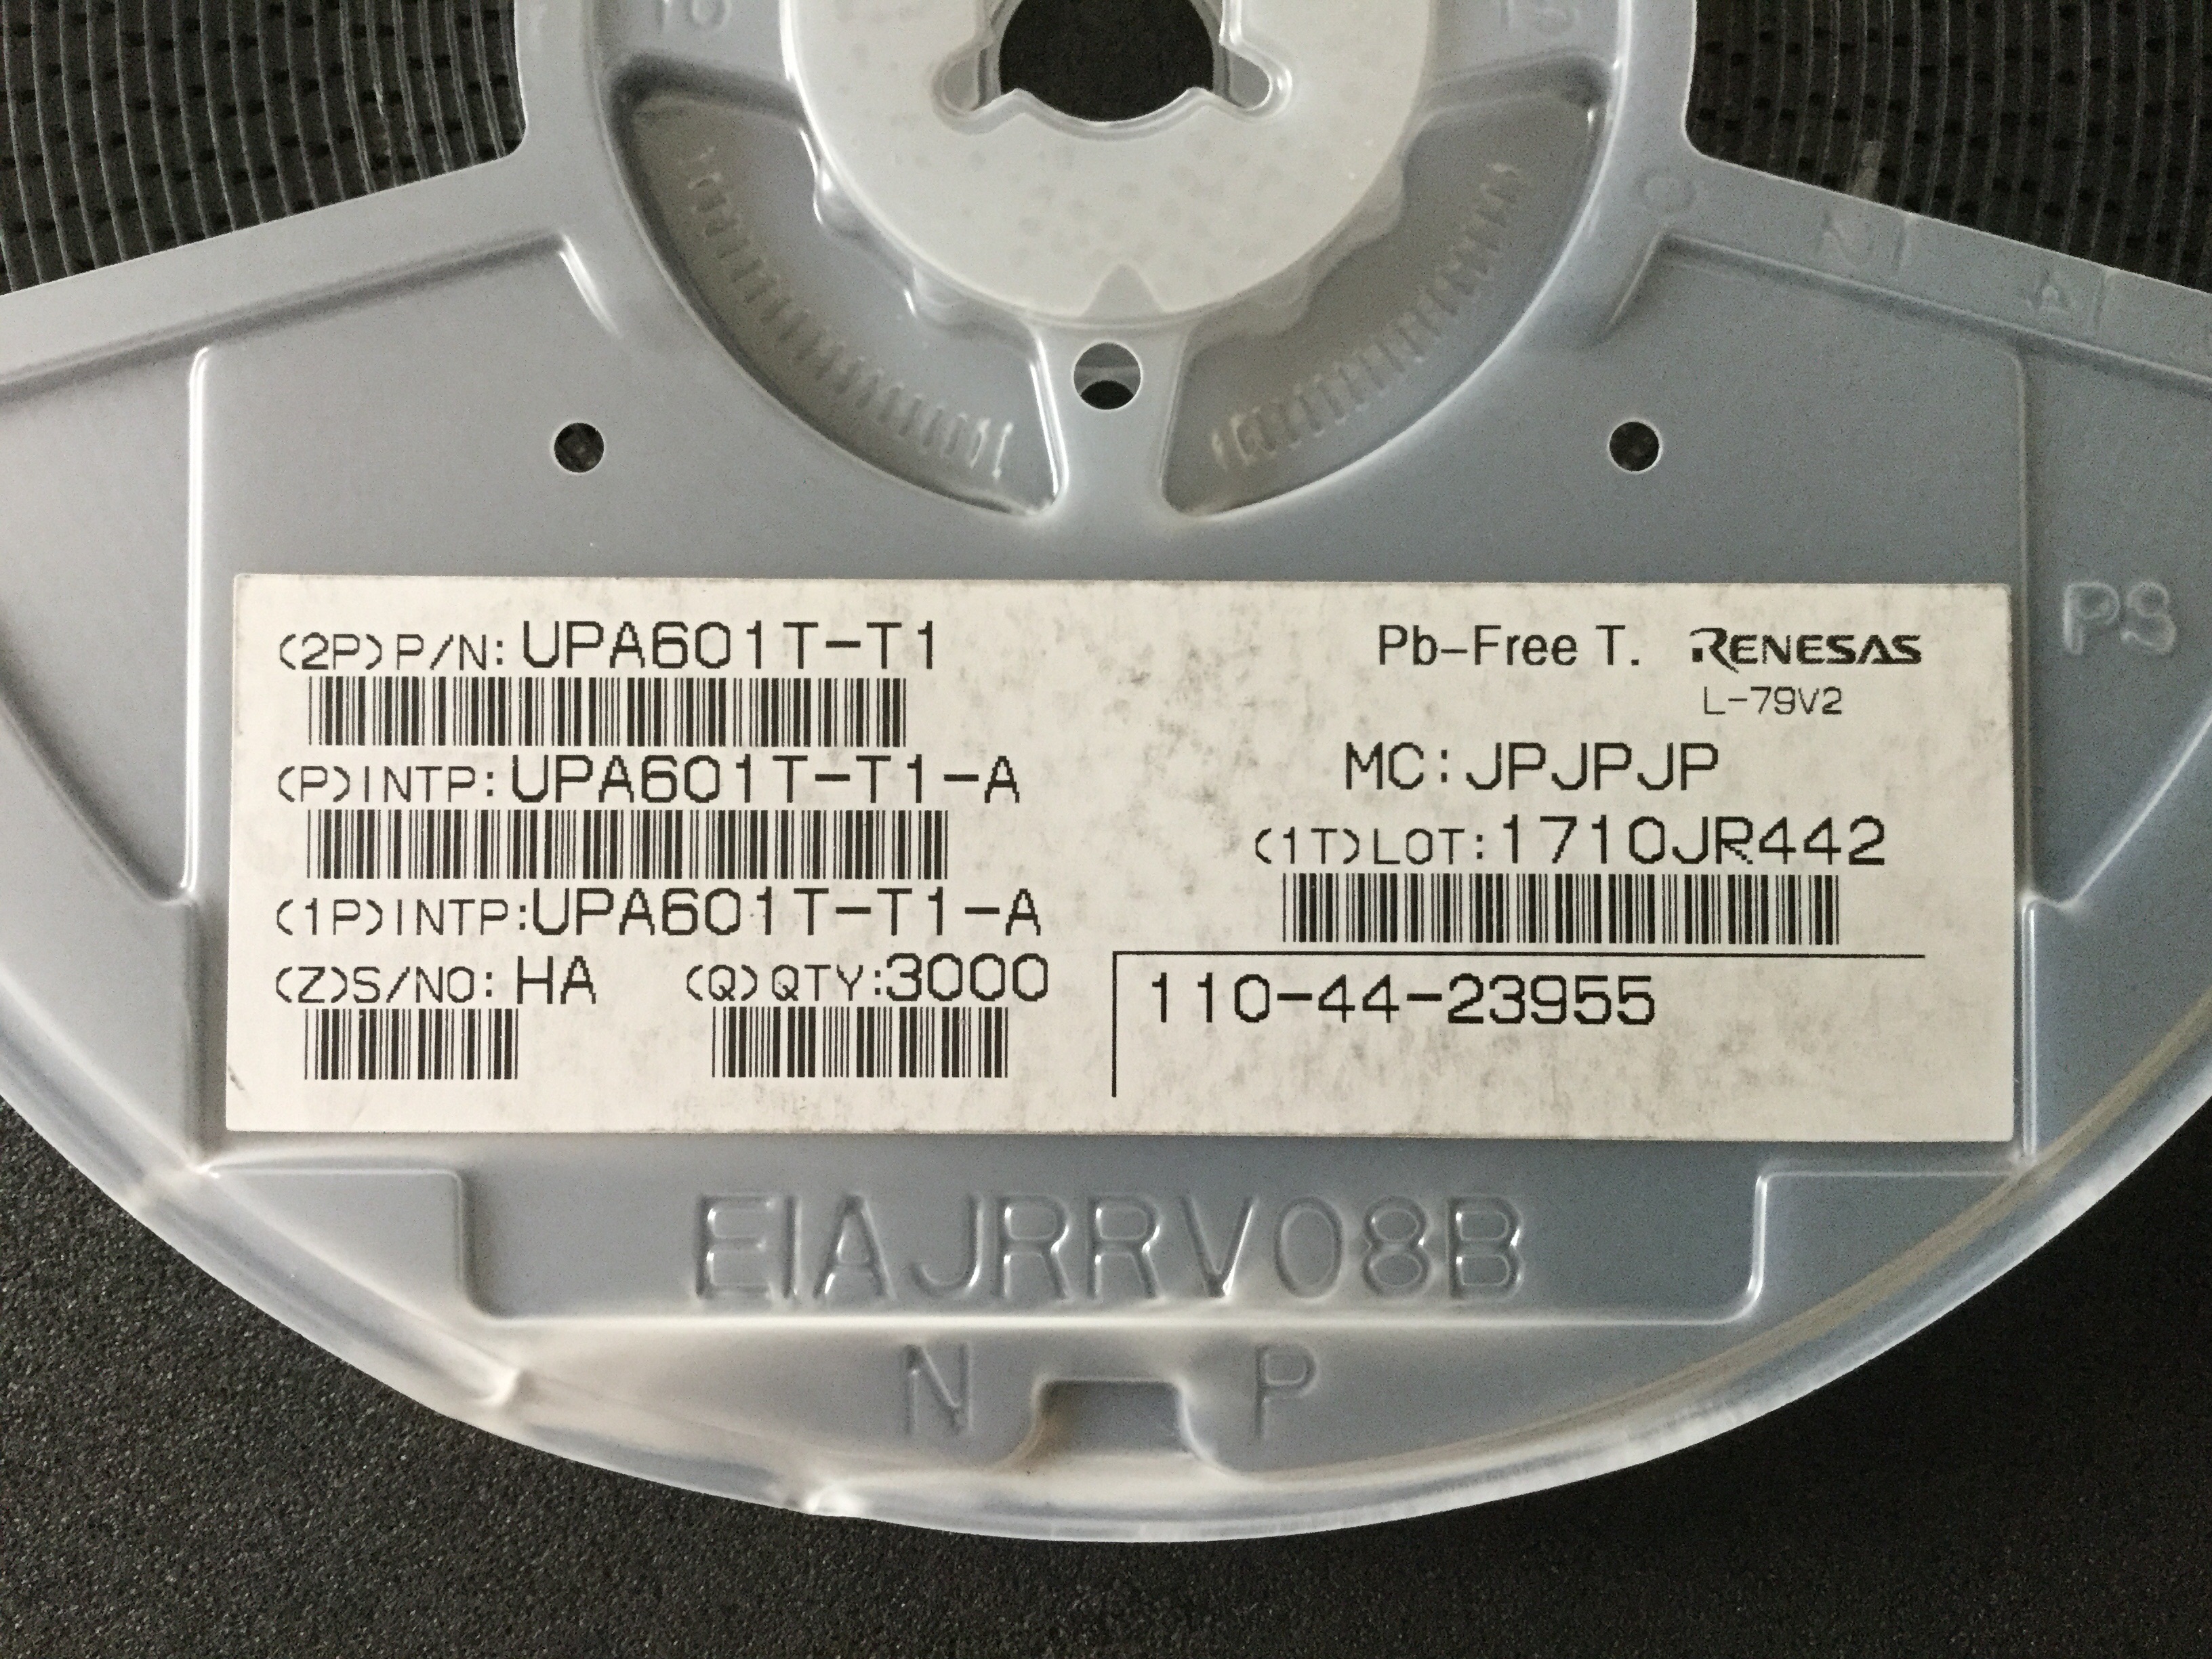 (2P)P/N: UPA601T-T1
Pb-Free T. RENESAS
L-79V2
(P)INTP: UPA601T-T1-A
MC: JPJPJP
(1T)LOT: 1710JR442
(1P)INTP: UPA601T-T1-A
(Z)S/NO: HA (Q)QTY: 3000
110-44-23955
PS
EIAJRRV08B
N P